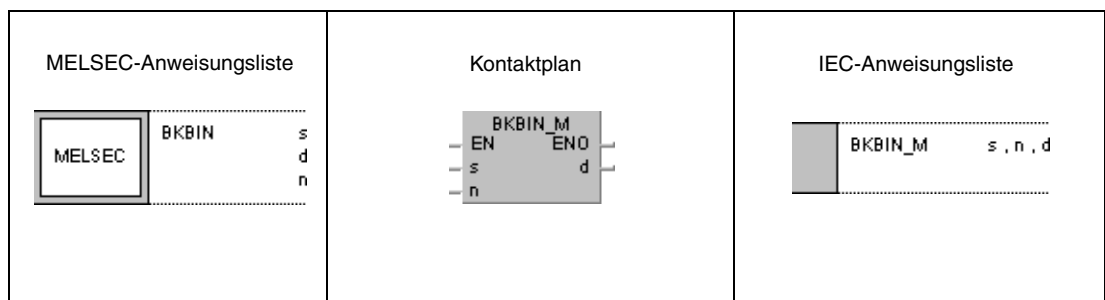 MELSEC-Anweisungsliste
MELSEC
BKBIN s
d
n
Kontaktplan
BKBIN_M
EN ENO
s d
n
IEC-Anweisungsliste
BKBIN_M s , n , d